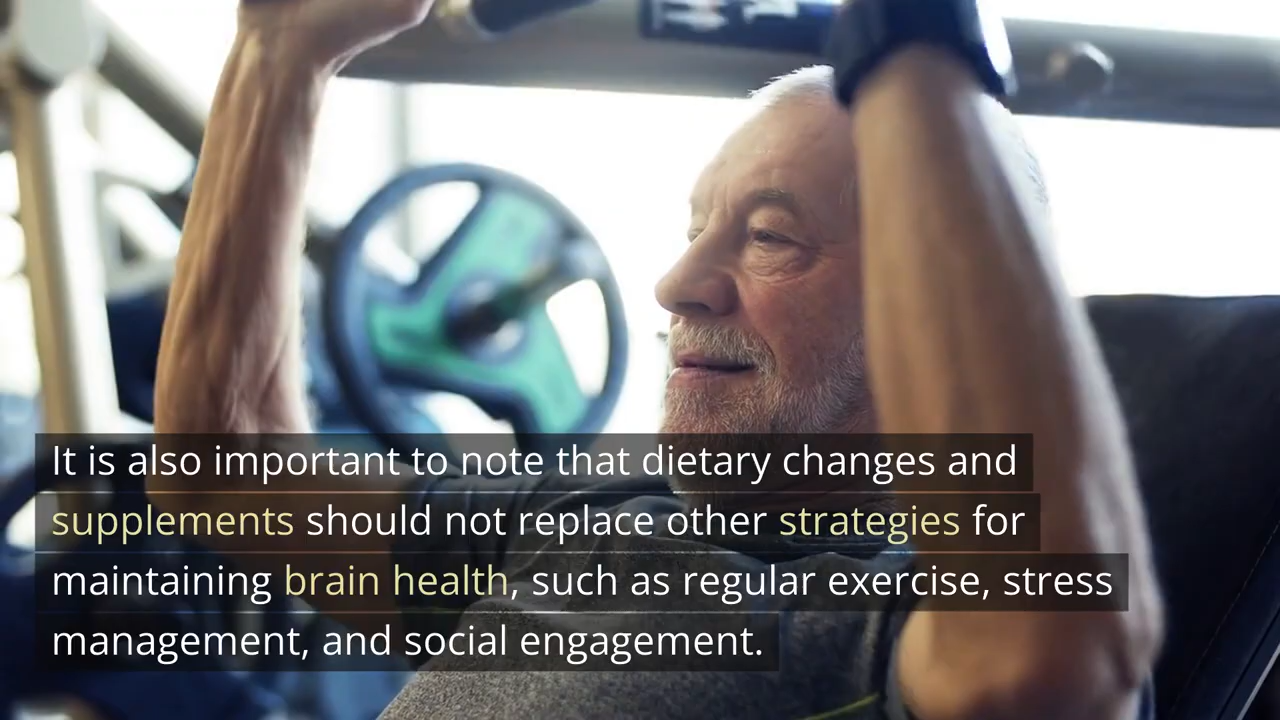 It is also important to note that dietary changes and
supplements should not replace other strategies for
maintaining brain health, such as regular exercise, stress
management, and social engagement.